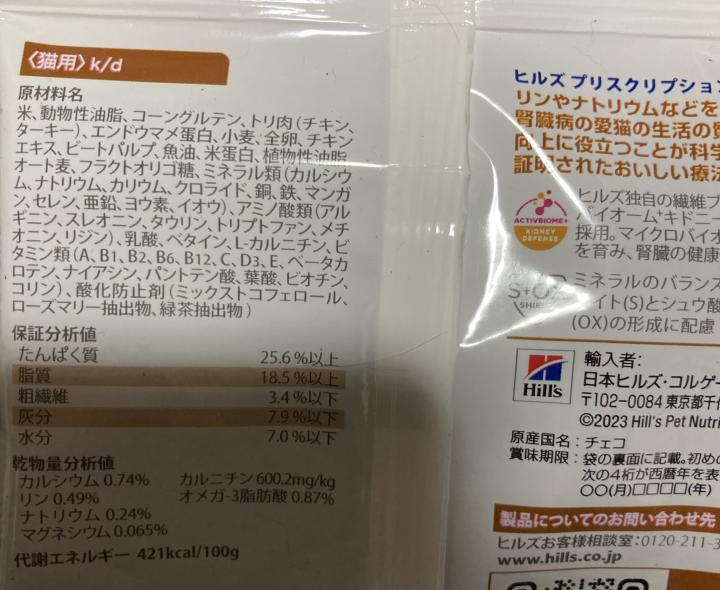 〈猫用〉k/d
原材料名
米、動物性油脂、コーングルテン、トリ肉(チキン、
ターキー)、エンドウマメ蛋白、小麦、全卵、チキン
エキス、ビートパルプ、魚油、米蛋白、植物性油脂、
オート麦、フラクトオリゴ糖、ミネラル類(カルシウ
ム、ナトリウム、カリウム、クロライド、銅、鉄、マンガ
ン、セレン、亜鉛、ヨウ素、イオウ)、アミノ酸類(アル
ギニン、スレオニン、タウリン、トリプトファン、メチ
オニン、リジン)、乳酸、ベタイン、L-カルニチン、ビ
タミン類(A、B1、B2、B6、B12、C、D3、E、ベータカ
ロテン、ナイアシン、パントテン酸、葉酸、ビオチン、
コリン)、酸化防止剤(ミックストコフェロール、
ローズマリー抽出物、緑茶抽出物)
保証分析値
たんぱく質 25.6%以上
脂質 18.5%以上
粗繊維 3.4%以下
灰分 7.9%以下
水分 7.0%以下
乾物量分析値
カルシウム 0.74% カルニチン 600.2mg/kg
リン 0.49% オメガ-3脂肪酸 0.87%
ナトリウム 0.24%
マグネシウム 0.065%
代謝エネルギー 421kcal/100g
ヒルズ プリスクリプション
リンやナトリウムなどを
腎臓病の愛猫の生活の
向上に役立つことが科学
証明されたおいしい療法
ACTIVBIOME+
KIDNEY
DEFENSE
ヒルズ独自の繊維ブ
バイオーム+キドニー
採用。マイクロバイオ
を育み、腎臓の健康
S+OX
SHIELD
ミネラルのバランス
イト(S)とシュウ酸
(OX)の形成に配慮
Hill's
輸入者:
日本ヒルズ・コルゲー
〒102-0084 東京都千代
©2023 Hill's Pet Nutri
原産国名:チェコ
賞味期限:袋の裏面に記載。初めの
次の4桁が西暦年を表
○○(月)□□□□(年)
製品についてのお問い合わせ先
ヒルズお客様相談室:0120-211-3
www.hills.co.jp